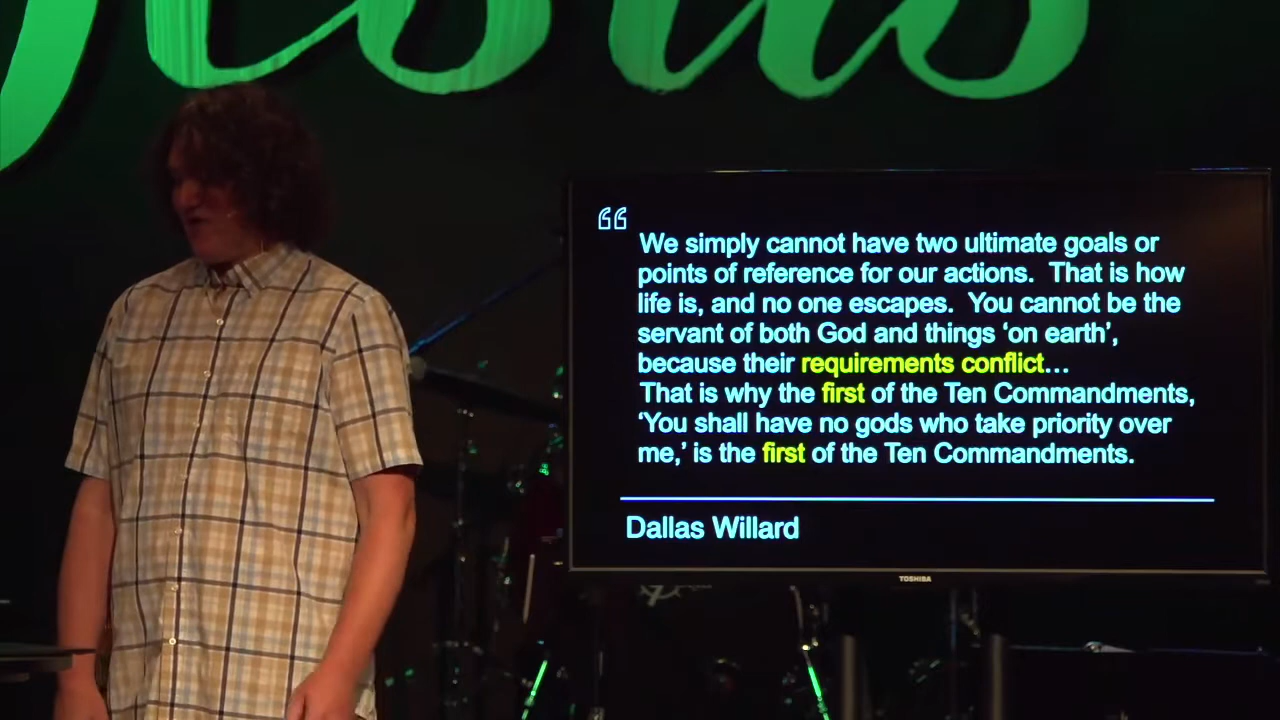 Jesus
“
We simply cannot have two ultimate goals or
points of reference for our actions.  That is how
life is, and no one escapes.  You cannot be the
servant of both God and things ‘on earth’,
because their requirements conflict…
That is why the first of the Ten Commandments,
‘You shall have no gods who take priority over
me,’ is the first of the Ten Commandments.
Dallas Willard
TOSHIBA